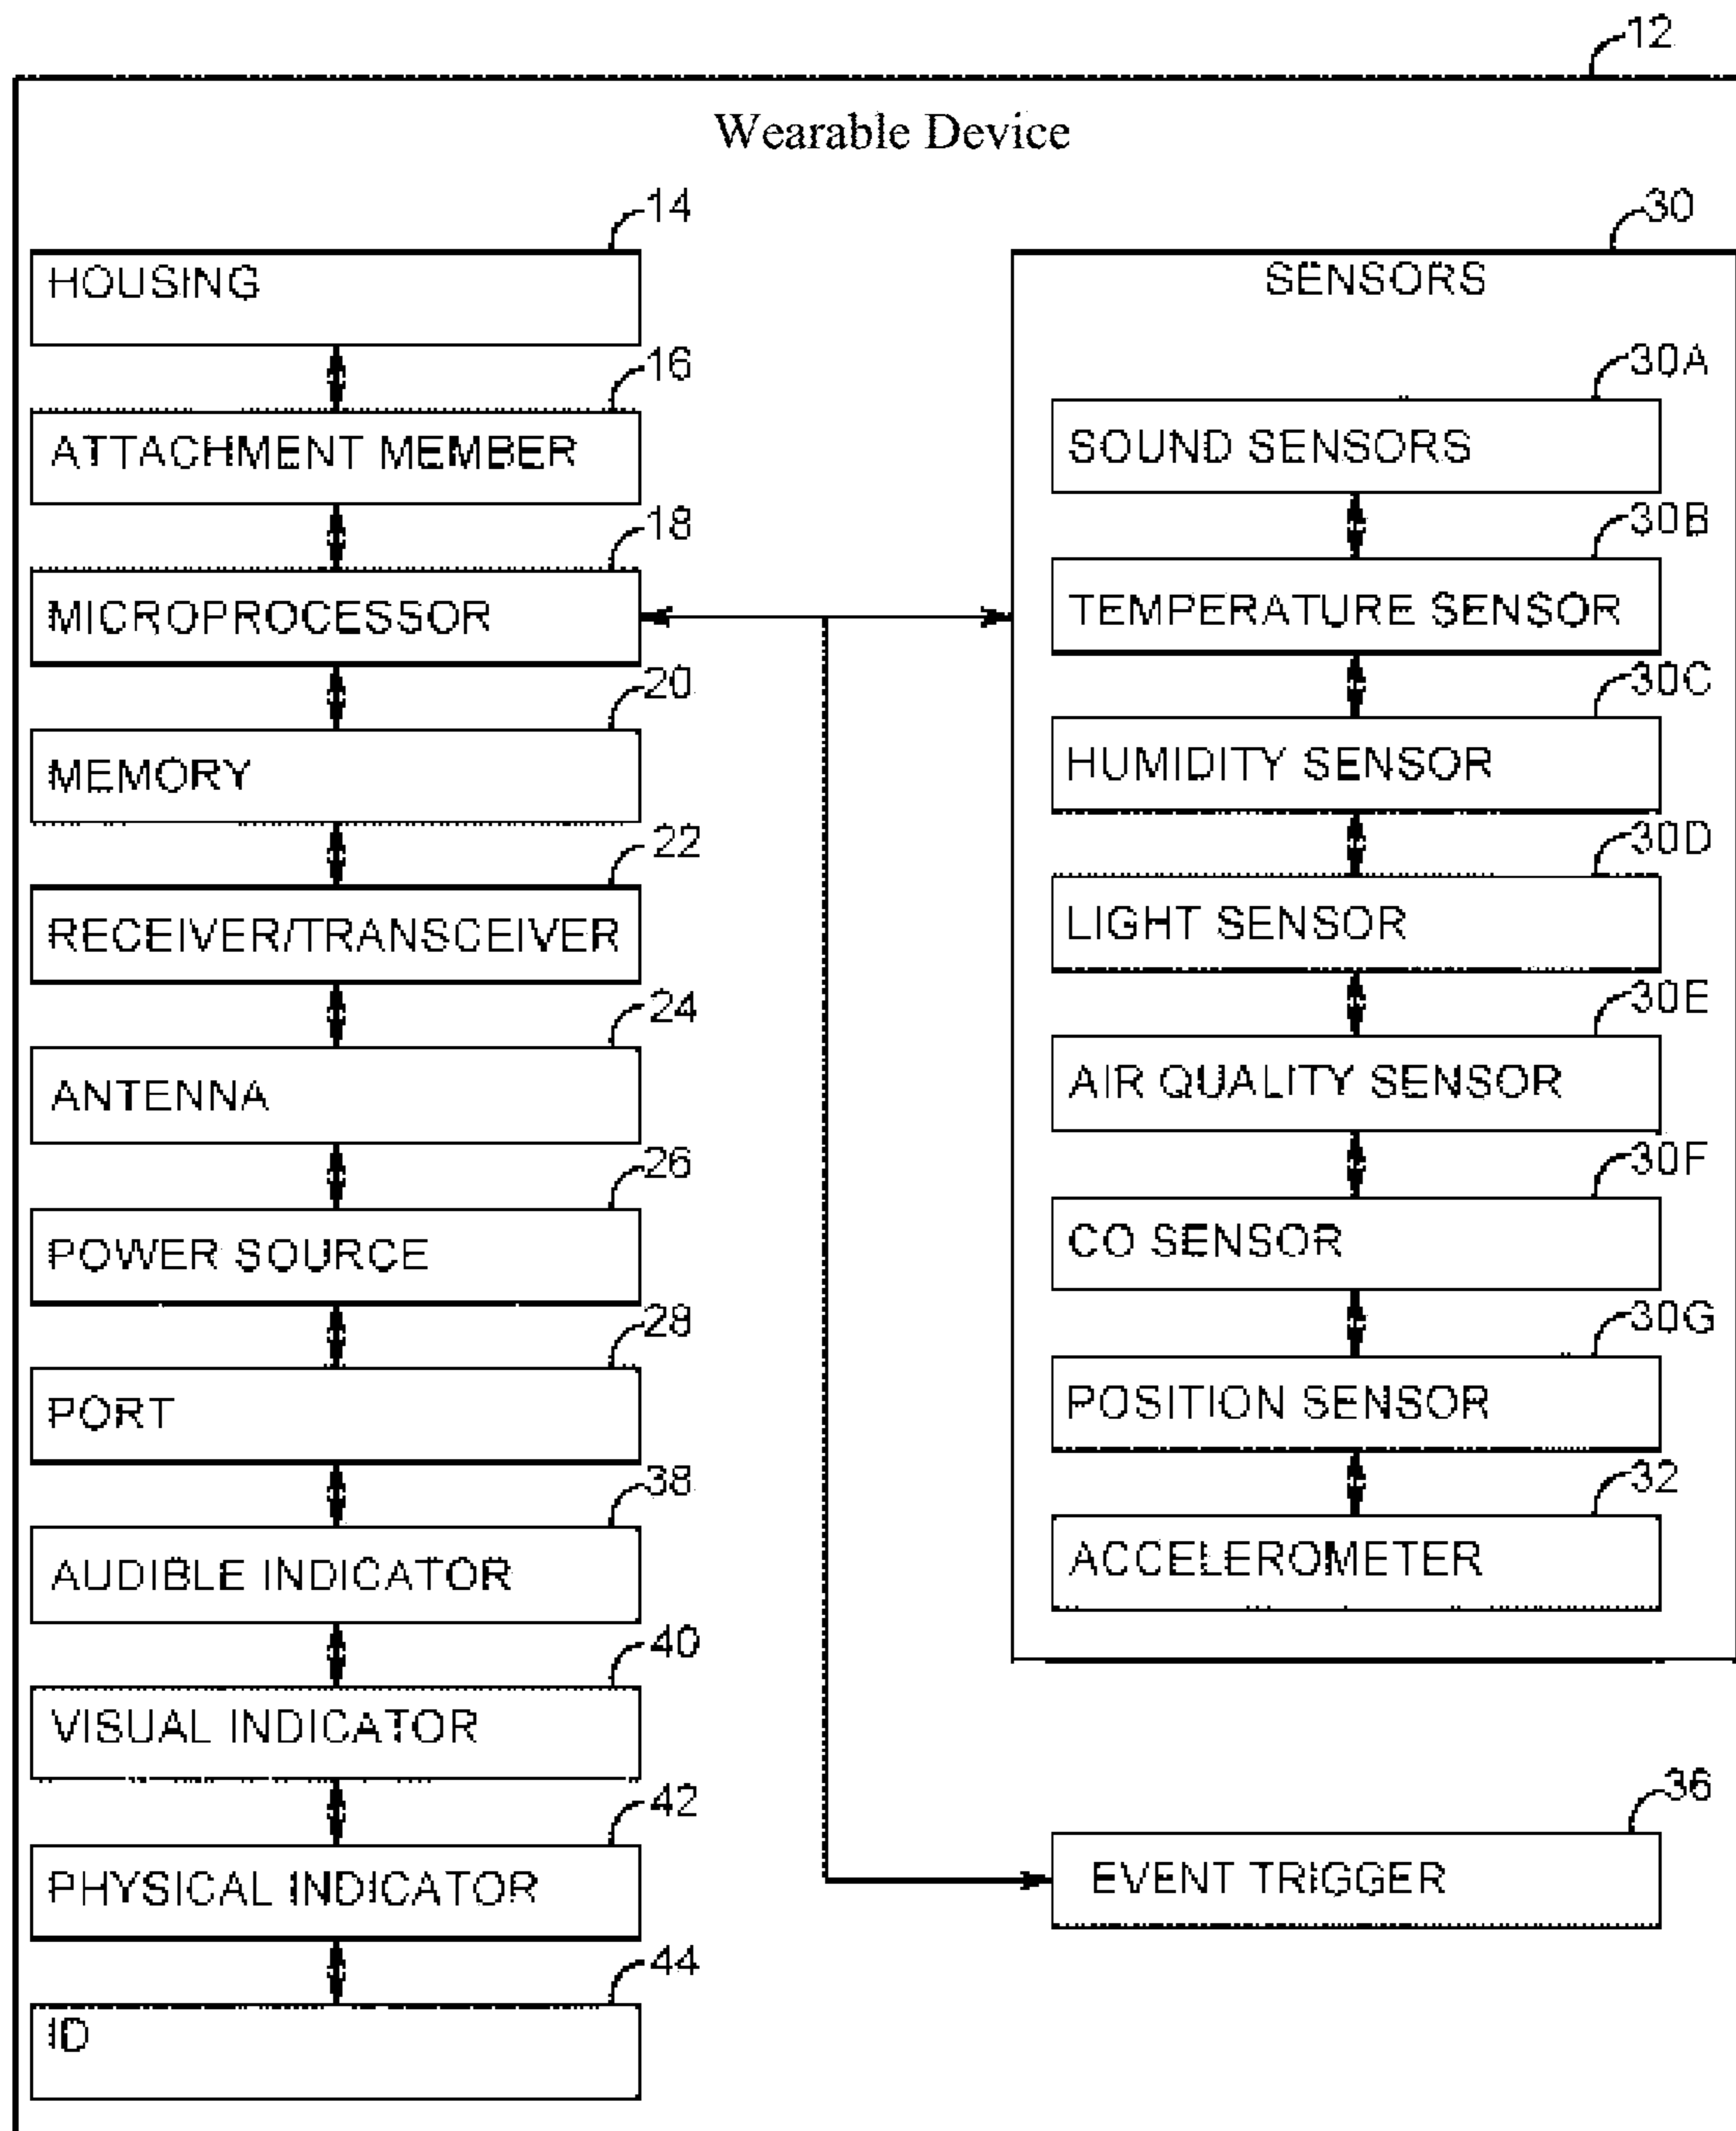 12
Wearable Device
14
HOUSING
16
ATTACHMENT MEMBER
18
MICROPROCESSOR
20
MEMORY
22
RECEIVER/TRANSCEIVER
24
ANTENNA
26
POWER SOURCE
28
PORT
38
AUDIBLE INDICATOR
40
VISUAL INDICATOR
42
PHYSICAL INDICATOR
44
ID
30
SENSORS
30A
SOUND SENSORS
30B
TEMPERATURE SENSOR
30C
HUMIDITY SENSOR
30D
LIGHT SENSOR
30E
AIR QUALITY SENSOR
30F
CO SENSOR
30G
POSITION SENSOR
32
ACCELEROMETER
36
EVENT TRIGGER